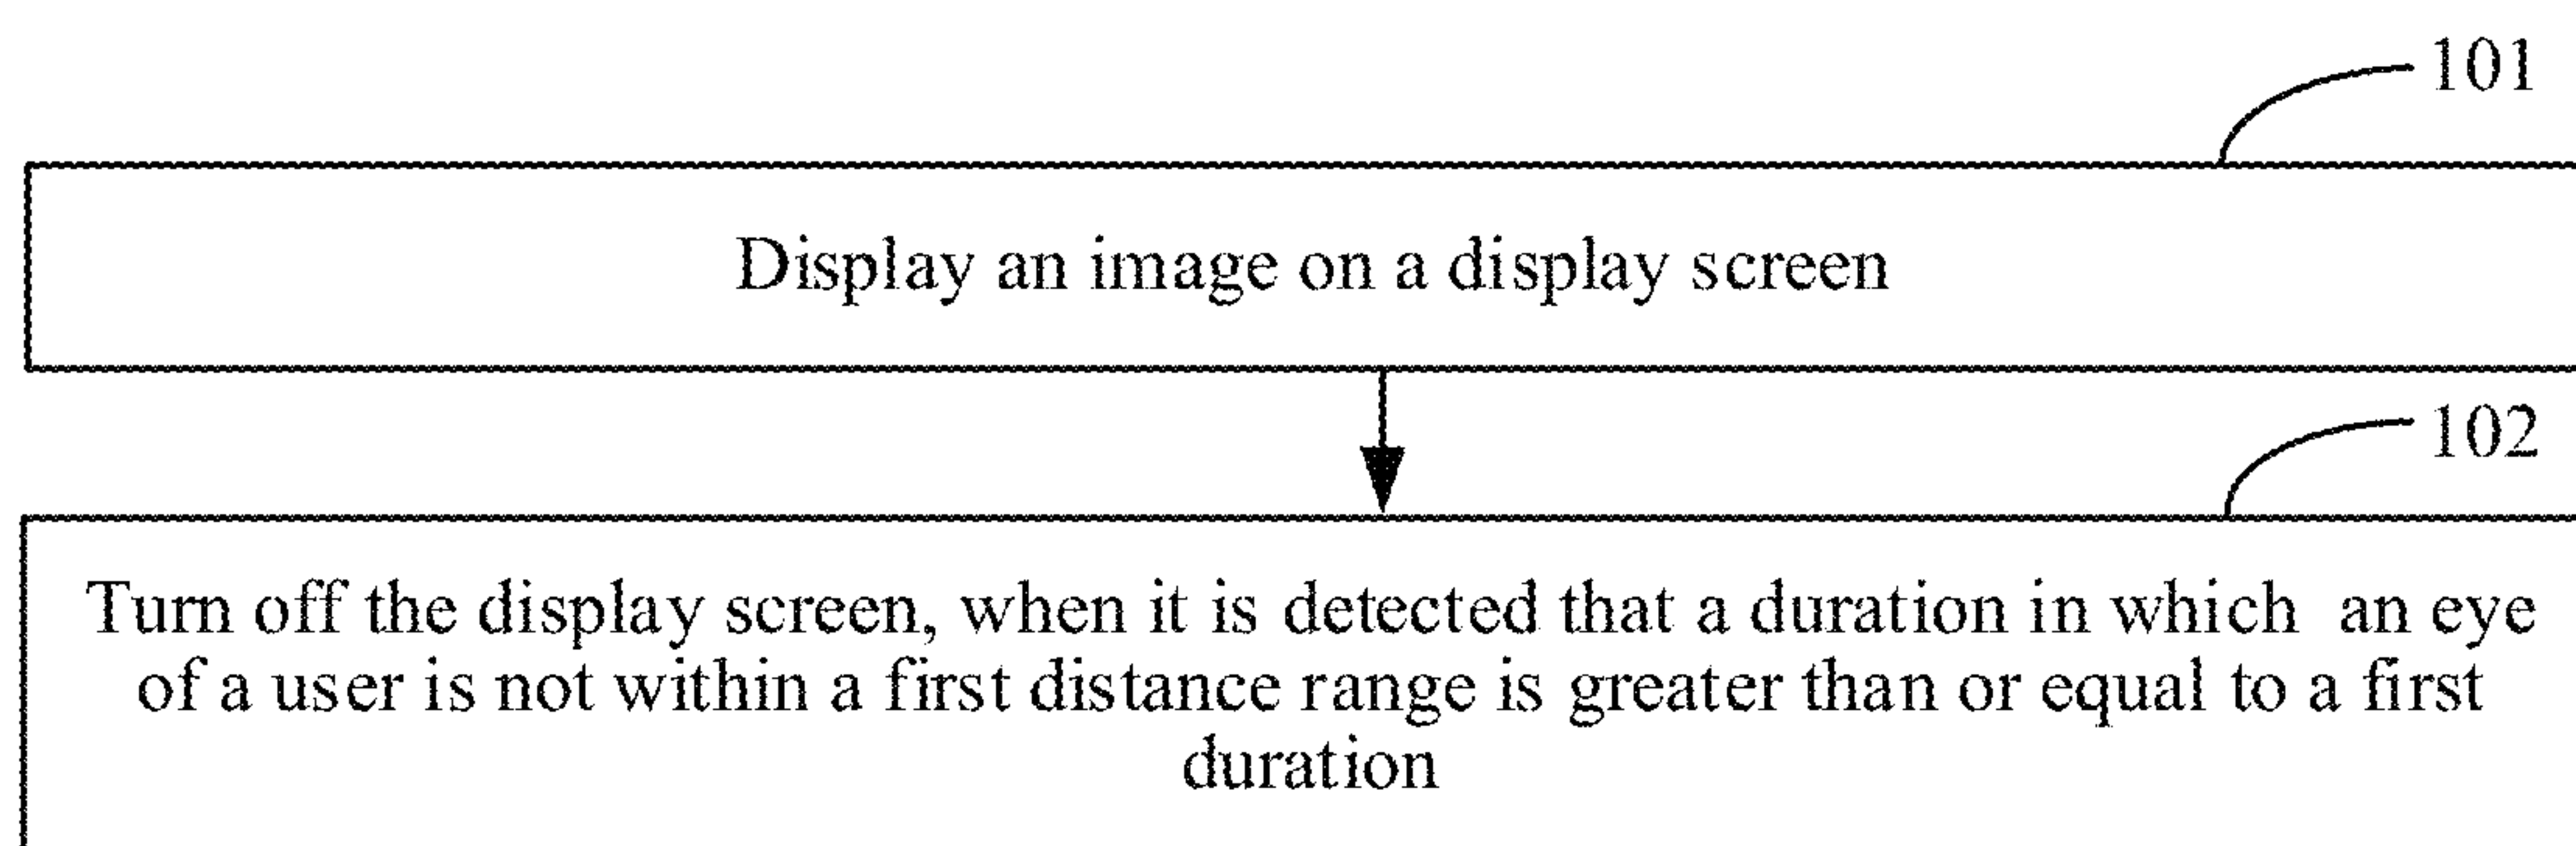 101
Display an image on a display screen
102
Turn off the display screen, when it is detected that a duration in which an eye
of a user is not within a first distance range is greater than or equal to a first
duration